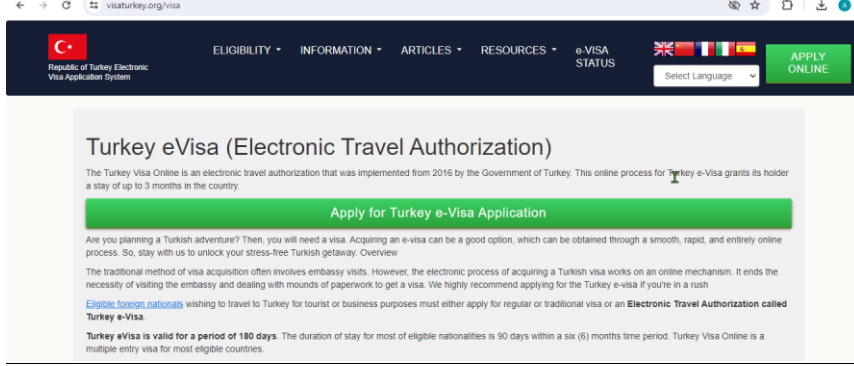 visaturkey.org/visa
Republic of Turkey Electronic
Visa Application System
ELIGIBILITY
INFORMATION
ARTICLES
RESOURCES
e-VISA
STATUS
Select Language
APPLY
ONLINE
Turkey eVisa (Electronic Travel Authorization)
The Turkey Visa Online is an electronic travel authorization that was implemented from 2016 by the Government of Turkey. This online process for Turkey e-Visa grants its holder
a stay of up to 3 months in the country.
Apply for Turkey e-Visa Application
Are you planning a Turkish adventure? Then, you will need a visa. Acquiring an e-visa can be a good option, which can be obtained through a smooth, rapid, and entirely online
process. So, stay with us to unlock your stress-free Turkish getaway. Overview
The traditional method of visa acquisition often involves embassy visits. However, the electronic process of acquiring a Turkish visa works on an online mechanism. It ends the
necessity of visiting the embassy and dealing with mounds of paperwork to get a visa. We highly recommend applying for the Turkey e-visa if you're in a rush
Eligible foreign nationals wishing to travel to Turkey for tourist or business purposes must either apply for regular or traditional visa or an Electronic Travel Authorization called
Turkey e-Visa.
Turkey eVisa is valid for a period of 180 days. The duration of stay for most of eligible nationalities is 90 days within a six (6) months time period. Turkey Visa Online is a
multiple entry visa for most eligible countries.